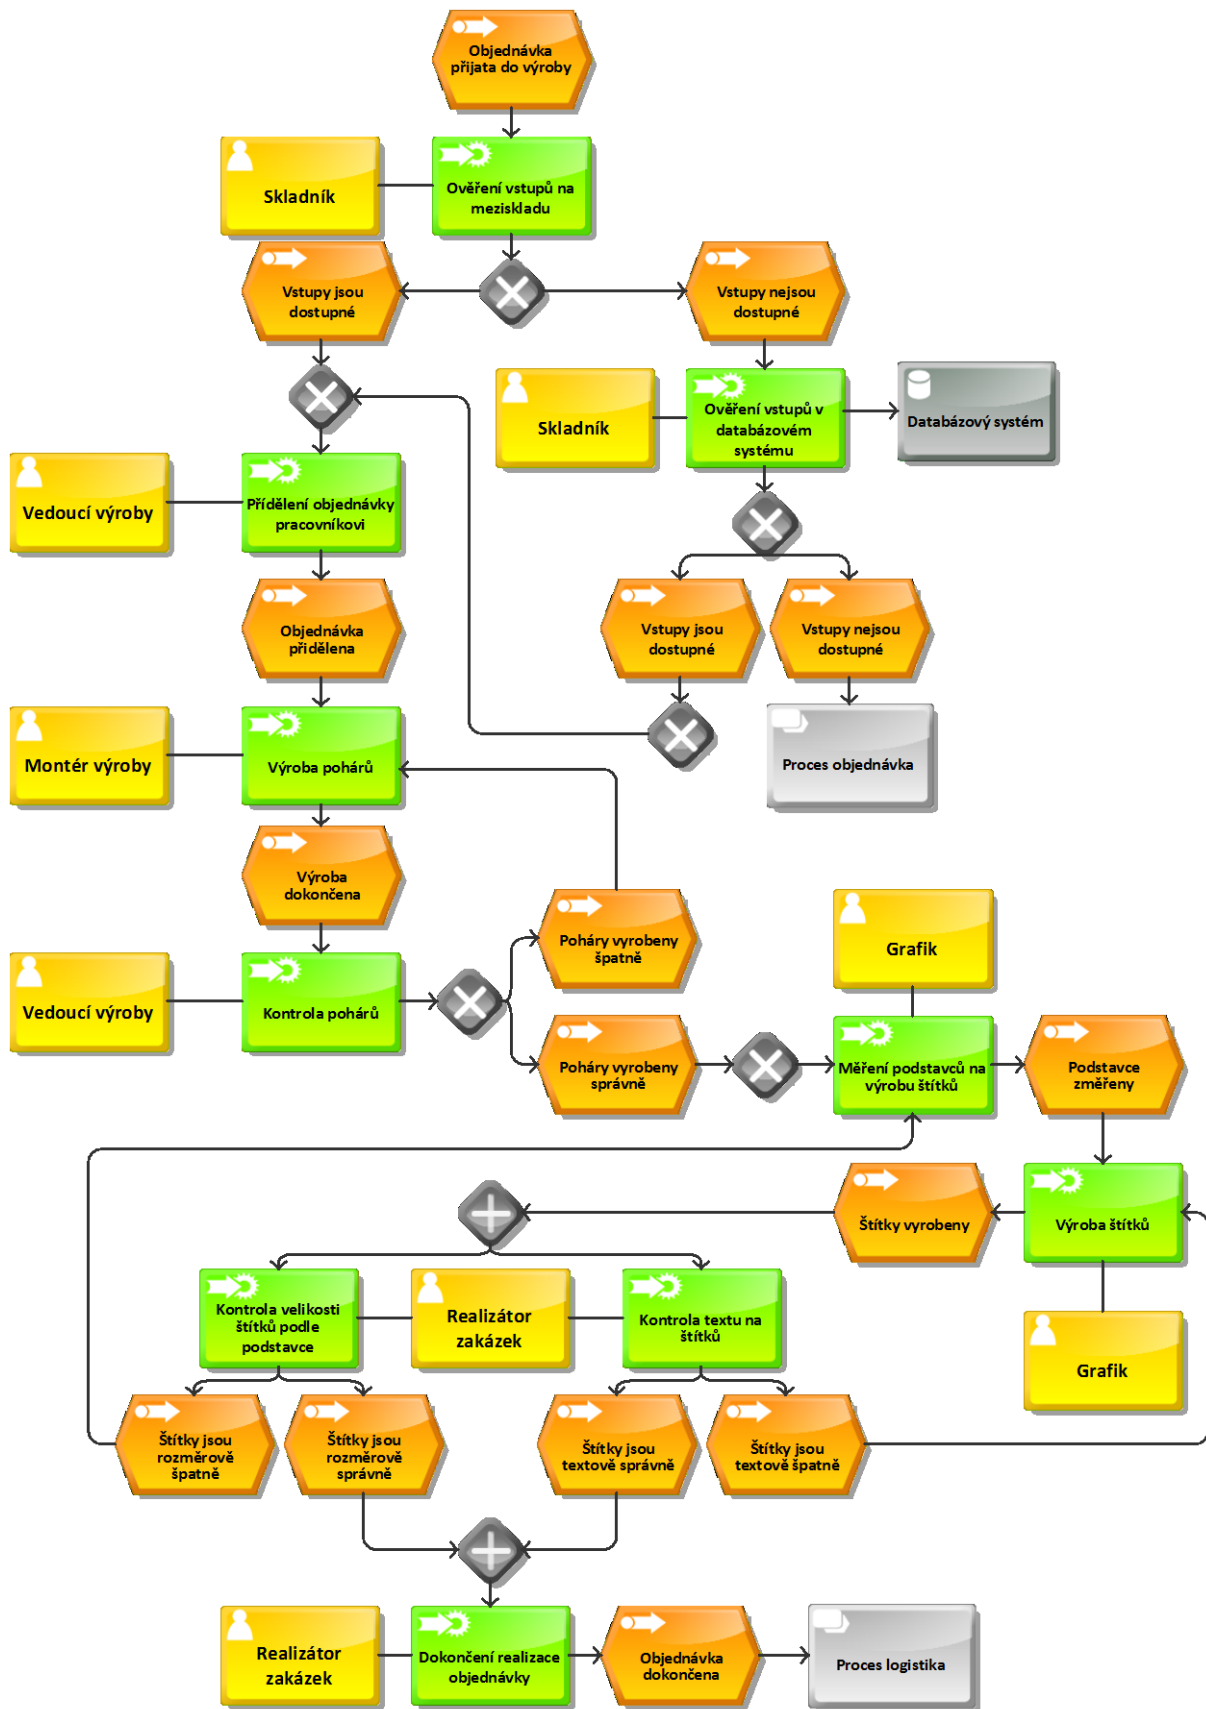 Objednávka
přijata do výroby
Skladník
Ověření vstupů na
meziskladu
Vstupy jsou
dostupné
Vstupy nejsou
dostupné
Skladník
Ověření vstupů v
databázovém
systému
Databázový systém
Vedoucí výroby
Přídělení objednávky
pracovníkovi
Objednávka
přidělena
Vstupy jsou
dostupné
Vstupy nejsou
dostupné
Montér výroby
Výroba pohárů
Proces objednávka
Výroba
dokončena
Poháry vyrobeny
špatně
Grafik
Vedoucí výroby
Kontrola pohárů
Poháry vyrobeny
správně
Měření podstavců na
výrobu štítků
Podstavce
změřeny
Štítky vyrobeny
Výroba štítků
Kontrola velikosti
štítků podle
podstavce
Realizátor
zakázek
Kontrola textu na
štítků
Grafik
Štítky jsou
rozměrově
špatně
Štítky jsou
rozměrově
správně
Štítky jsou
textově správně
Štítky jsou
textově špatně
Realizátor
zakázek
Dokončení realizace
objednávky
Objednávka
dokončena
Proces logistika